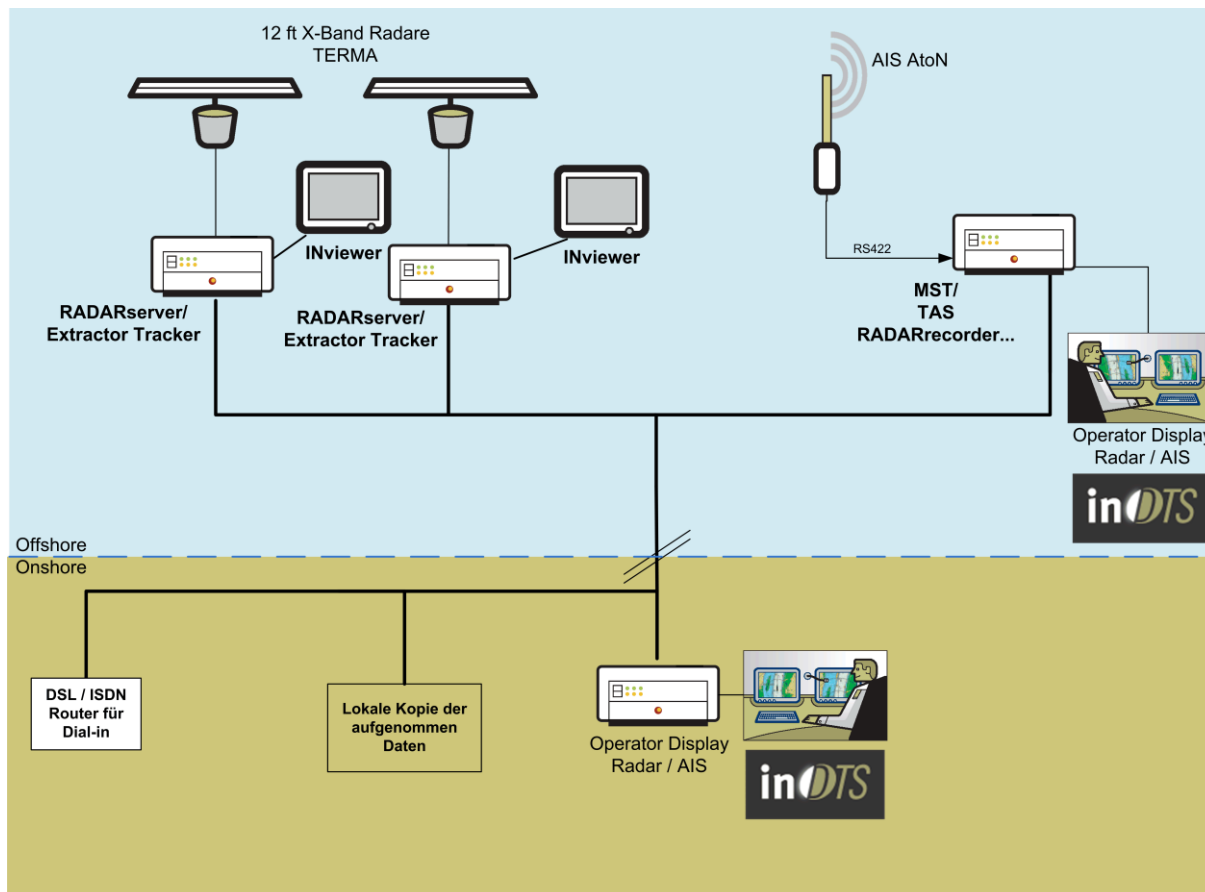 12 ft X-Band Radare
TERMA
AIS AtoN
INviewer
INviewer
RS422
RADARserver/
Extractor Tracker
RADARserver/
Extractor Tracker
MST/
TAS
RADARrecorder...
Operator Display
Radar / AIS
inDTS
Offshore
Onshore
DSL / ISDN
Router für
Dial-in
Lokale Kopie der
aufgenommen
Daten
Operator Display
Radar / AIS
inDTS